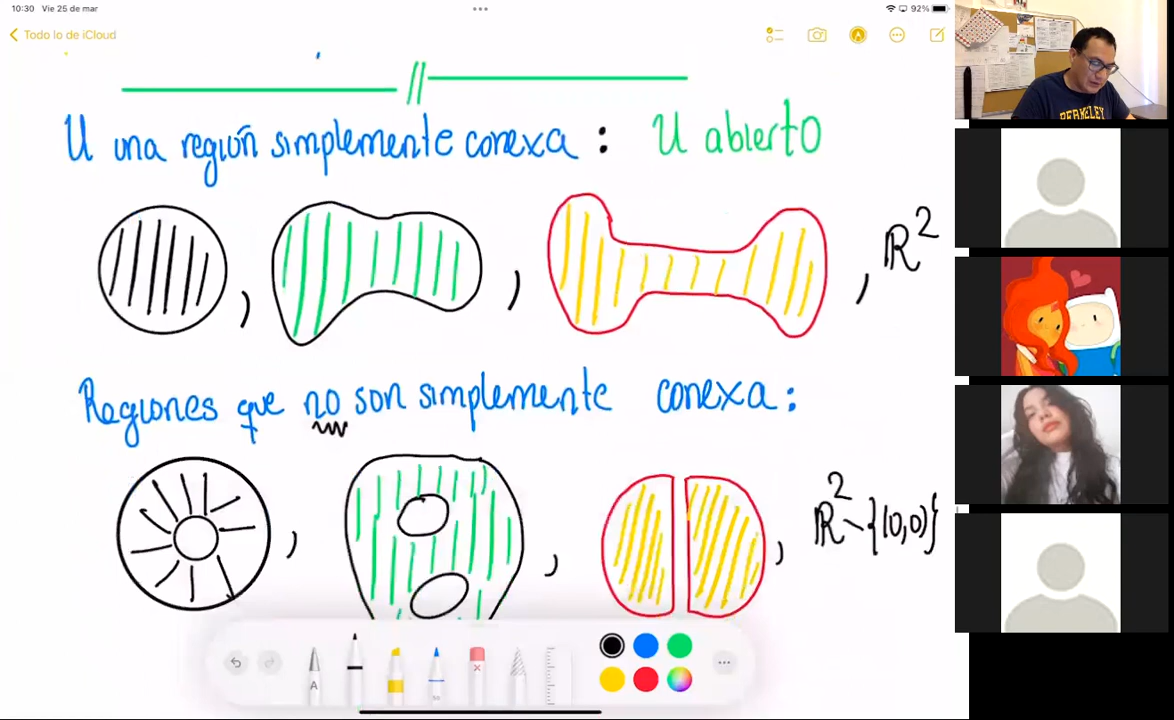 10:30 Vie 25 de mar
92%
Todo lo de iCloud
U una región simplemente conexa : U abierto
, , , R²
Regiones que no son simplemente conexa :
, , , R² - {(0,0)}
A
50
BERKELEY